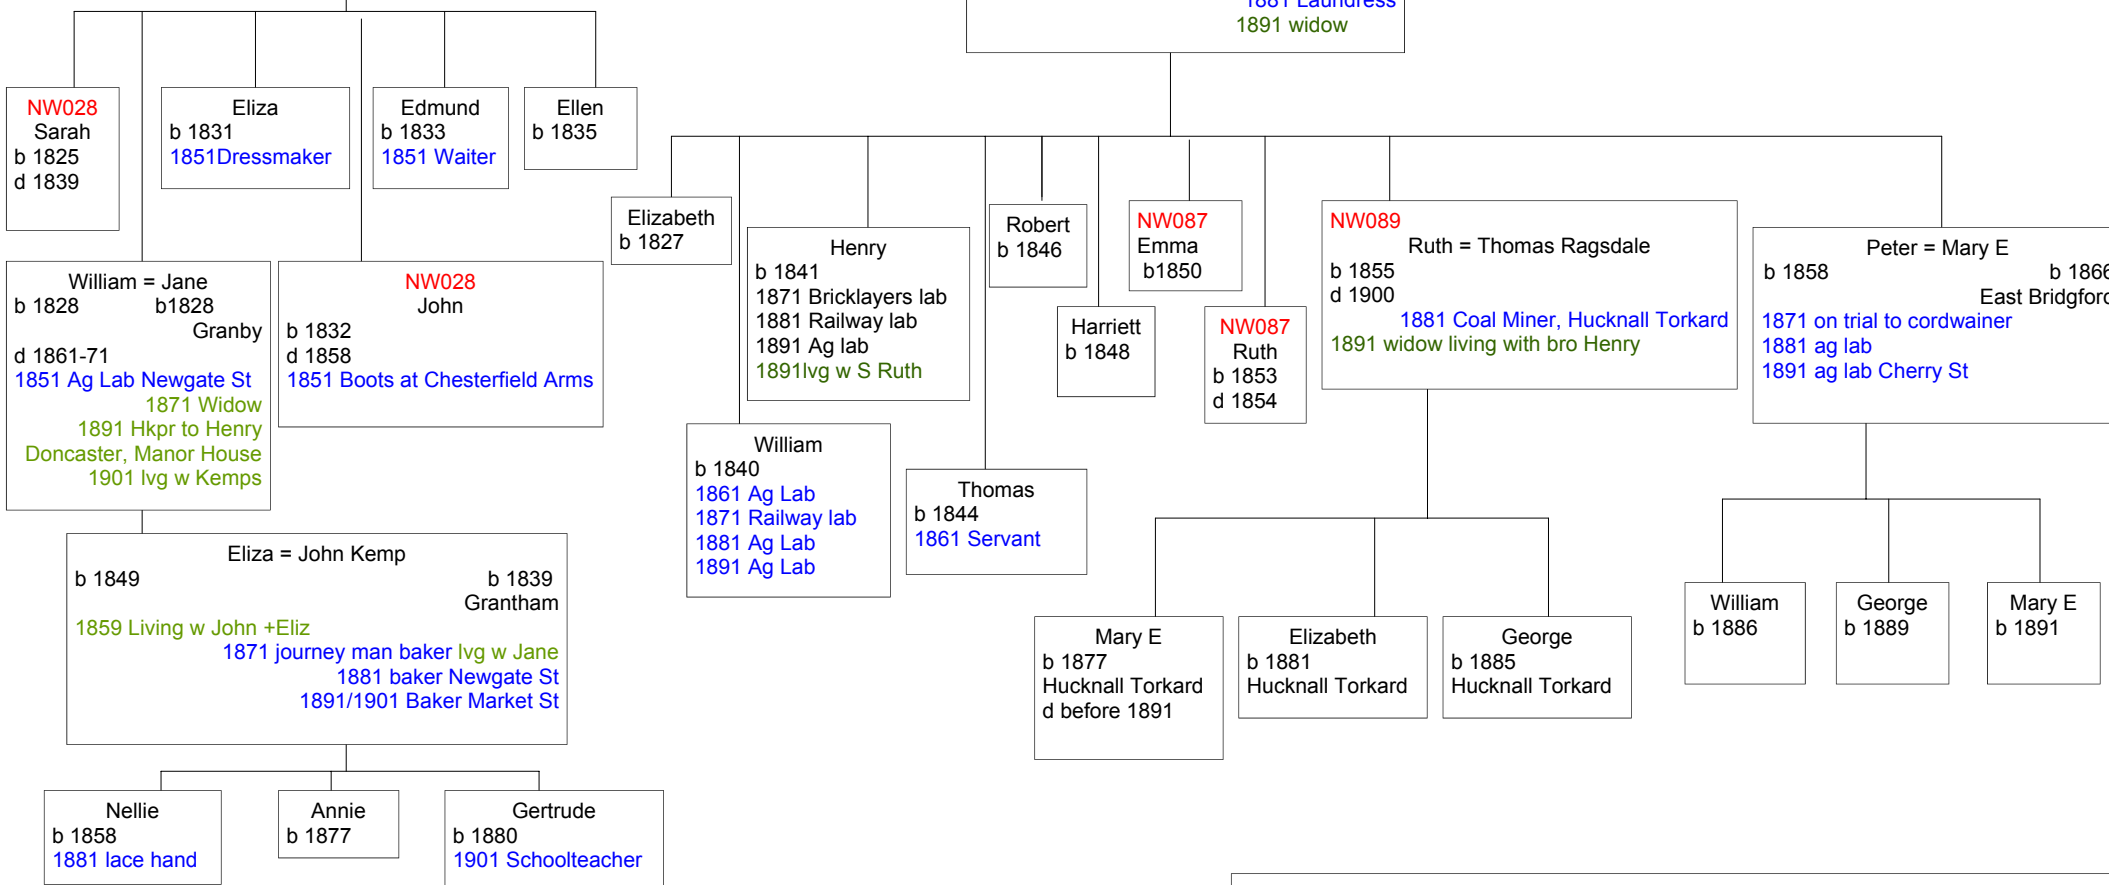 1881 Laundress
1891 widow
NW028
Sarah
b 1825
d 1839
Eliza
b 1831
1851Dressmaker
Edmund
b 1833
1851 Waiter
Ellen
b 1835
Elizabeth
b 1827
Henry
b 1841
1871 Bricklayers lab
1881 Railway lab
1891 Ag lab
1891lvg w S Ruth
Robert
b 1846
NW087
Emma
b1850
NW089
Ruth = Thomas Ragsdale
b 1855
d 1900
1881 Coal Miner, Hucknall Torkard
1891 widow living with bro Henry
Peter = Mary E
b 1858 b 1866
East Bridgford
1871 on trial to cordwainer
1881 ag lab
1891 ag lab Cherry St
William = Jane
b 1828 b1828
Granby
d 1861-71
1851 Ag Lab Newgate St
1871 Widow
1891 Hkpr to Henry
Doncaster, Manor House
1901 lvg w Kemps
NW028
John
b 1832
d 1858
1851 Boots at Chesterfield Arms
Harriett
b 1848
NW087
Ruth
b 1853
d 1854
William
b 1840
1861 Ag Lab
1871 Railway lab
1881 Ag Lab
1891 Ag Lab
Thomas
b 1844
1861 Servant
Eliza = John Kemp
b 1849 b 1839
Grantham
1859 Living w John +Eliz
1871 journey man baker lvg w Jane
1881 baker Newgate St
1891/1901 Baker Market St
Mary E
b 1877
Hucknall Torkard
d before 1891
Elizabeth
b 1881
Hucknall Torkard
George
b 1885
Hucknall Torkard
William
b 1886
George
b 1889
Mary E
b 1891
Nellie
b 1858
1881 lace hand
Annie
b 1877
Gertrude
b 1880
1901 Schoolteacher